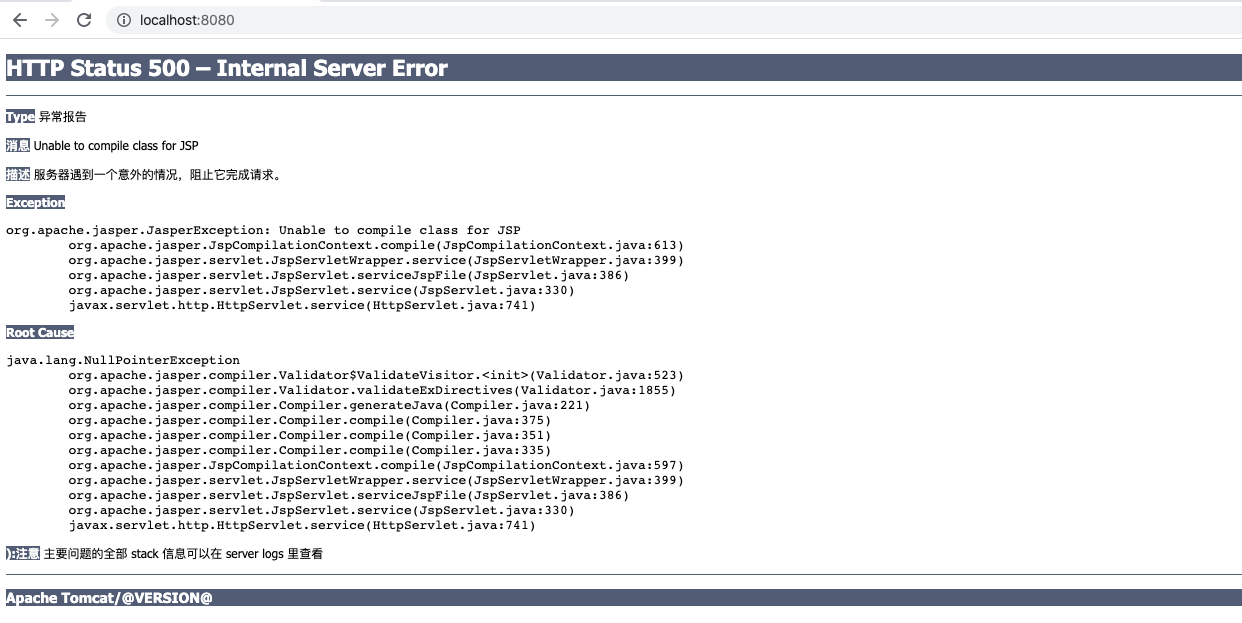 localhost:8080
HTTP Status 500 – Internal Server Error
Type 异常报告
消息 Unable to compile class for JSP
描述 服务器遇到一个意外的情况，阻止它完成请求。
Exception
org.apache.jasper.JasperException: Unable to compile class for JSP
org.apache.jasper.JspCompilationContext.compile(JspCompilationContext.java:613)
org.apache.jasper.servlet.JspServletWrapper.service(JspServletWrapper.java:399)
org.apache.jasper.servlet.JspServlet.serviceJspFile(JspServlet.java:386)
org.apache.jasper.servlet.JspServlet.service(JspServlet.java:330)
javax.servlet.http.HttpServlet.service(HttpServlet.java:741)
Root Cause
java.lang.NullPointerException
org.apache.jasper.compiler.Validator$ValidateVisitor.<init>(Validator.java:523)
org.apache.jasper.compiler.Validator.validateExDirectives(Validator.java:1855)
org.apache.jasper.compiler.Compiler.generateJava(Compiler.java:221)
org.apache.jasper.compiler.Compiler.compile(Compiler.java:375)
org.apache.jasper.compiler.Compiler.compile(Compiler.java:351)
org.apache.jasper.compiler.Compiler.compile(Compiler.java:335)
org.apache.jasper.JspCompilationContext.compile(JspCompilationContext.java:597)
org.apache.jasper.servlet.JspServletWrapper.service(JspServletWrapper.java:399)
org.apache.jasper.servlet.JspServlet.serviceJspFile(JspServlet.java:386)
org.apache.jasper.servlet.JspServlet.service(JspServlet.java:330)
javax.servlet.http.HttpServlet.service(HttpServlet.java:741)
):注意 主要问题的全部 stack 信息可以在 server logs 里查看
Apache Tomcat/@VERSION@